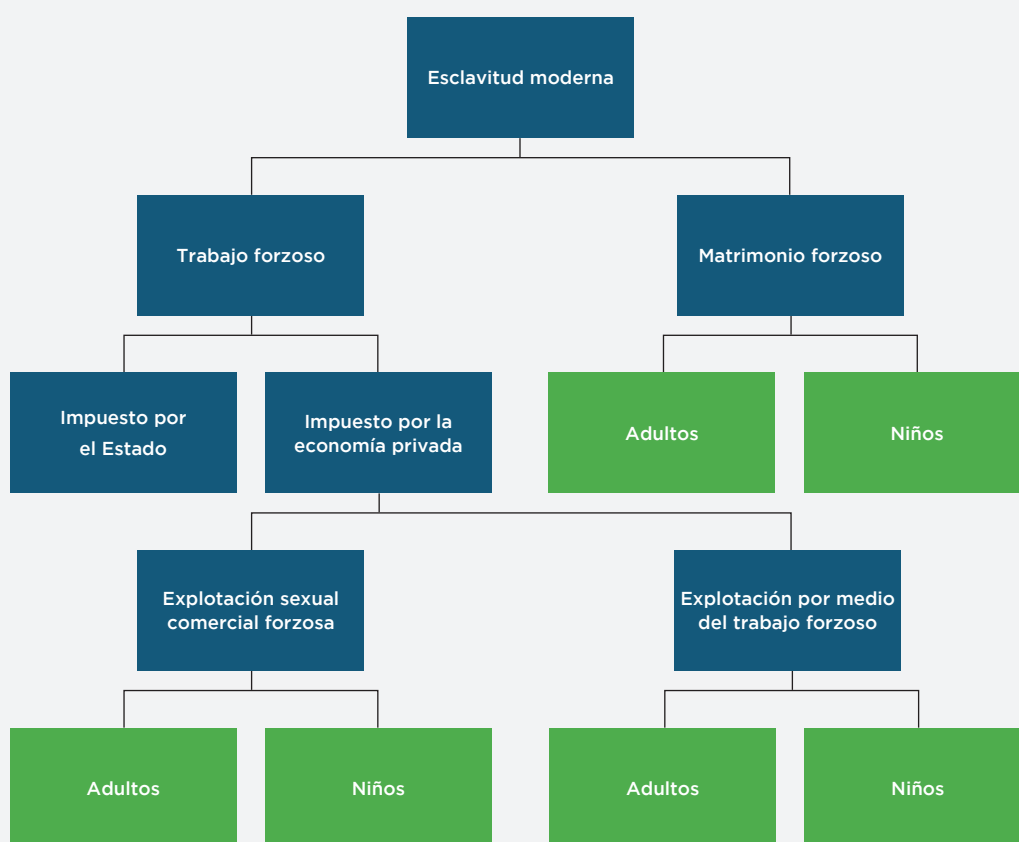 Esclavitud moderna
Trabajo forzoso
Matrimonio forzoso
Impuesto por
el Estado
Impuesto por la
economía privada
Adultos
Niños
Explotación sexual
comercial forzosa
Explotación por medio
del trabajo forzoso
Adultos
Niños
Adultos
Niños